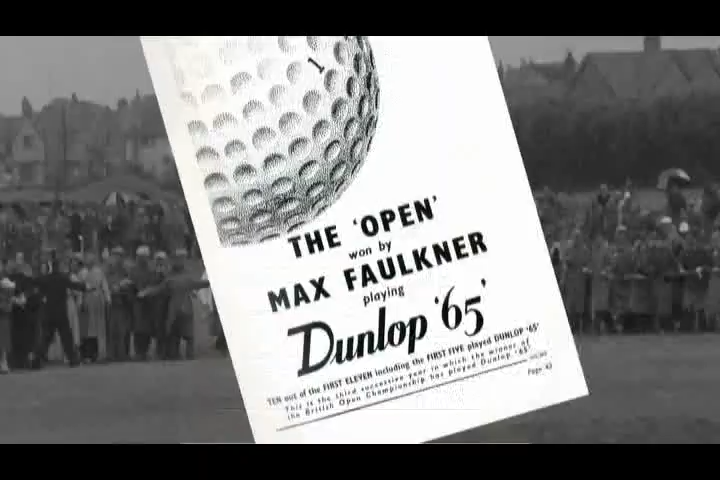 1
THE 'OPEN'
won by
MAX FAULKNER
playing
Dunlop '65'
TEN out of the FIRST ELEVEN including the FIRST FIVE played DUNLOP '65'
This is the third successive year in which the winner of
the British Open Championship has played Dunlop '65'
Page 43